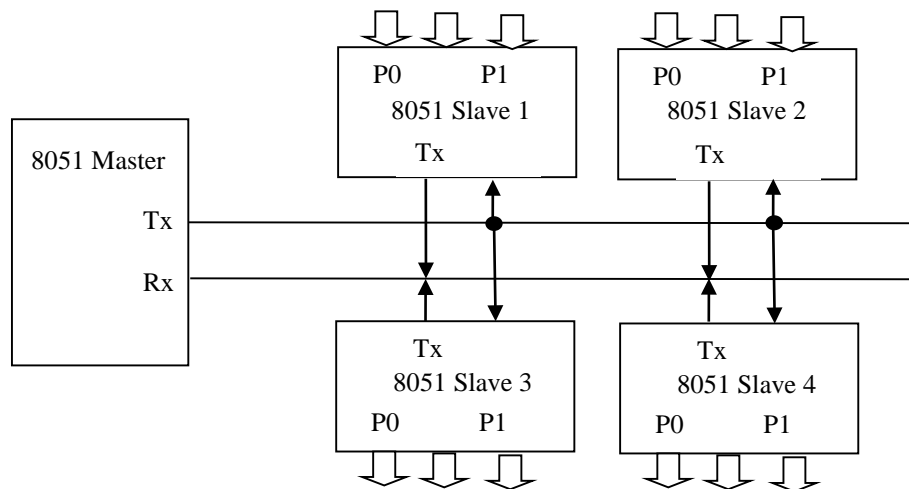 P0 P1
8051 Slave 1
Tx
P0 P1
8051 Slave 2
Tx
8051 Master
Tx
Rx
Tx
8051 Slave 3
P0 P1
Tx
8051 Slave 4
P0 P1